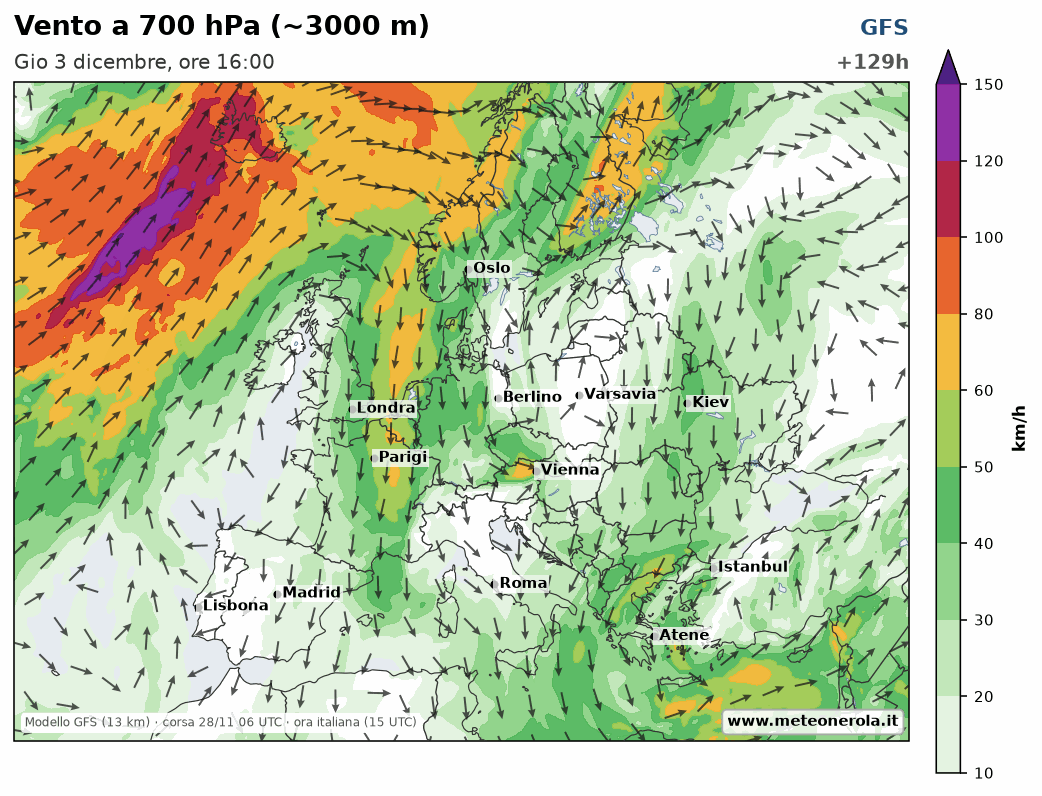 Vento a 700 hPa (~3000 m)
GFS
Gio 3 dicembre, ore 16:00
+129h
150
120
100
80
60
50
40
30
20
10
km/h
Oslo
Londra
Berlino
Varsavia
Kiev
Parigi
Vienna
Istanbul
Roma
Madrid
Lisbona
Atene
Modello GFS (13 km) · corsa 28/11 06 UTC · ora italiana (15 UTC)
www.meteonerola.it